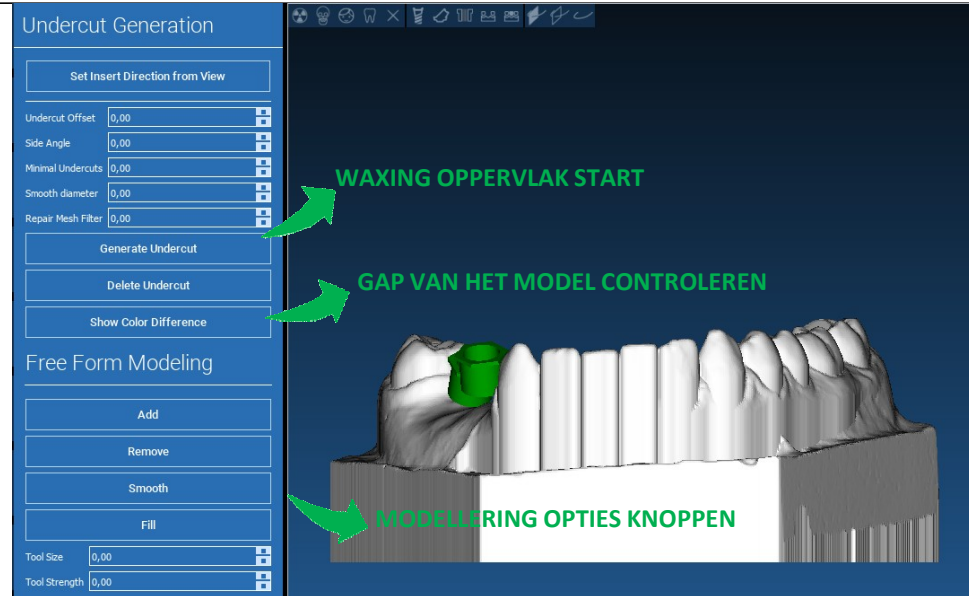 Undercut Generation
Set Insert Direction from View
Undercut Offset 0,00
Side Angle 0,00
Minimal Undercuts 0,00
Smooth diameter 0,00
Repair Mesh Filter 0,00
Generate Undercut
Delete Undercut
Show Color Difference
Free Form Modeling
Add
Remove
Smooth
Fill
Tool Size 0,00
Tool Strength 0,00
WAXING OPPERVLAK START
GAP VAN HET MODEL CONTROLEREN
MODELLERING OPTIES KNOPPEN